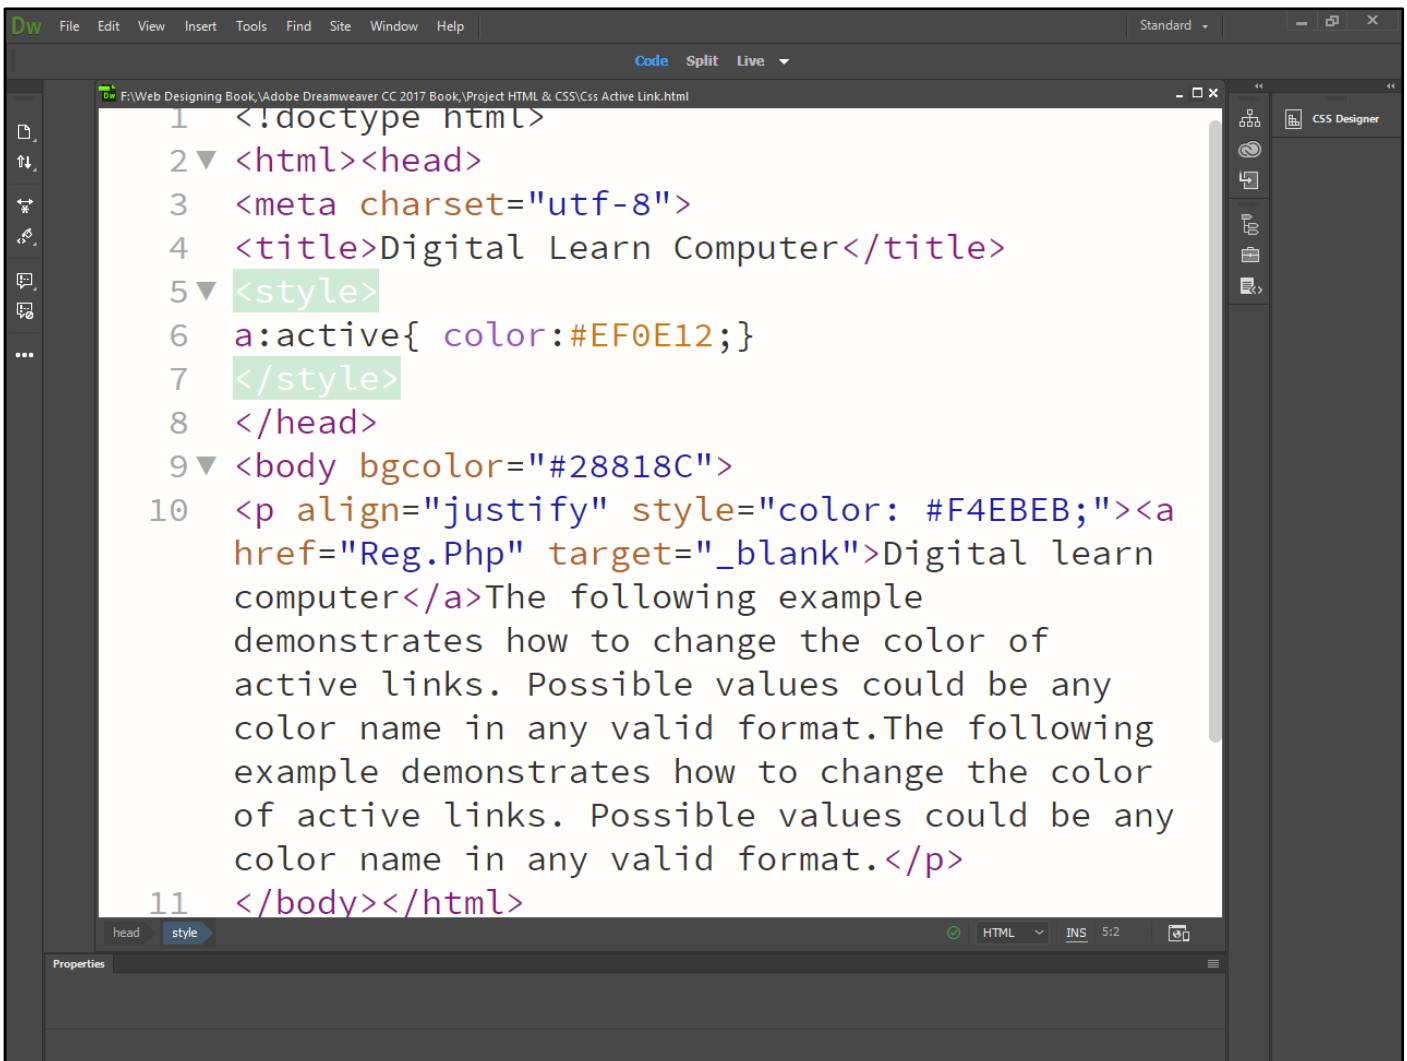 Dw File Edit View Insert Tools Find Site Window Help Standard
Code Split Live
Dw F:\Web Designing Book,\Adobe Dreamweaver CC 2017 Book,\Project HTML & CSS\Css Active Link.html
CSS Designer
1 <!doctype html>
2 <html><head>
3 <meta charset="utf-8">
4 <title>Digital Learn Computer</title>
5 <style>
6 a:active{ color:#EF0E12;}
7 </style>
8 </head>
9 <body bgcolor="#28818C">
10 <p align="justify" style="color: #F4EBEB;"><a
href="Reg.Php" target="_blank">Digital learn
computer</a>The following example
demonstrates how to change the color of
active links. Possible values could be any
color name in any valid format.The following
example demonstrates how to change the color
of active links. Possible values could be any
color name in any valid format.</p>
11 </body></html>
head style HTML INS 5:2
Properties